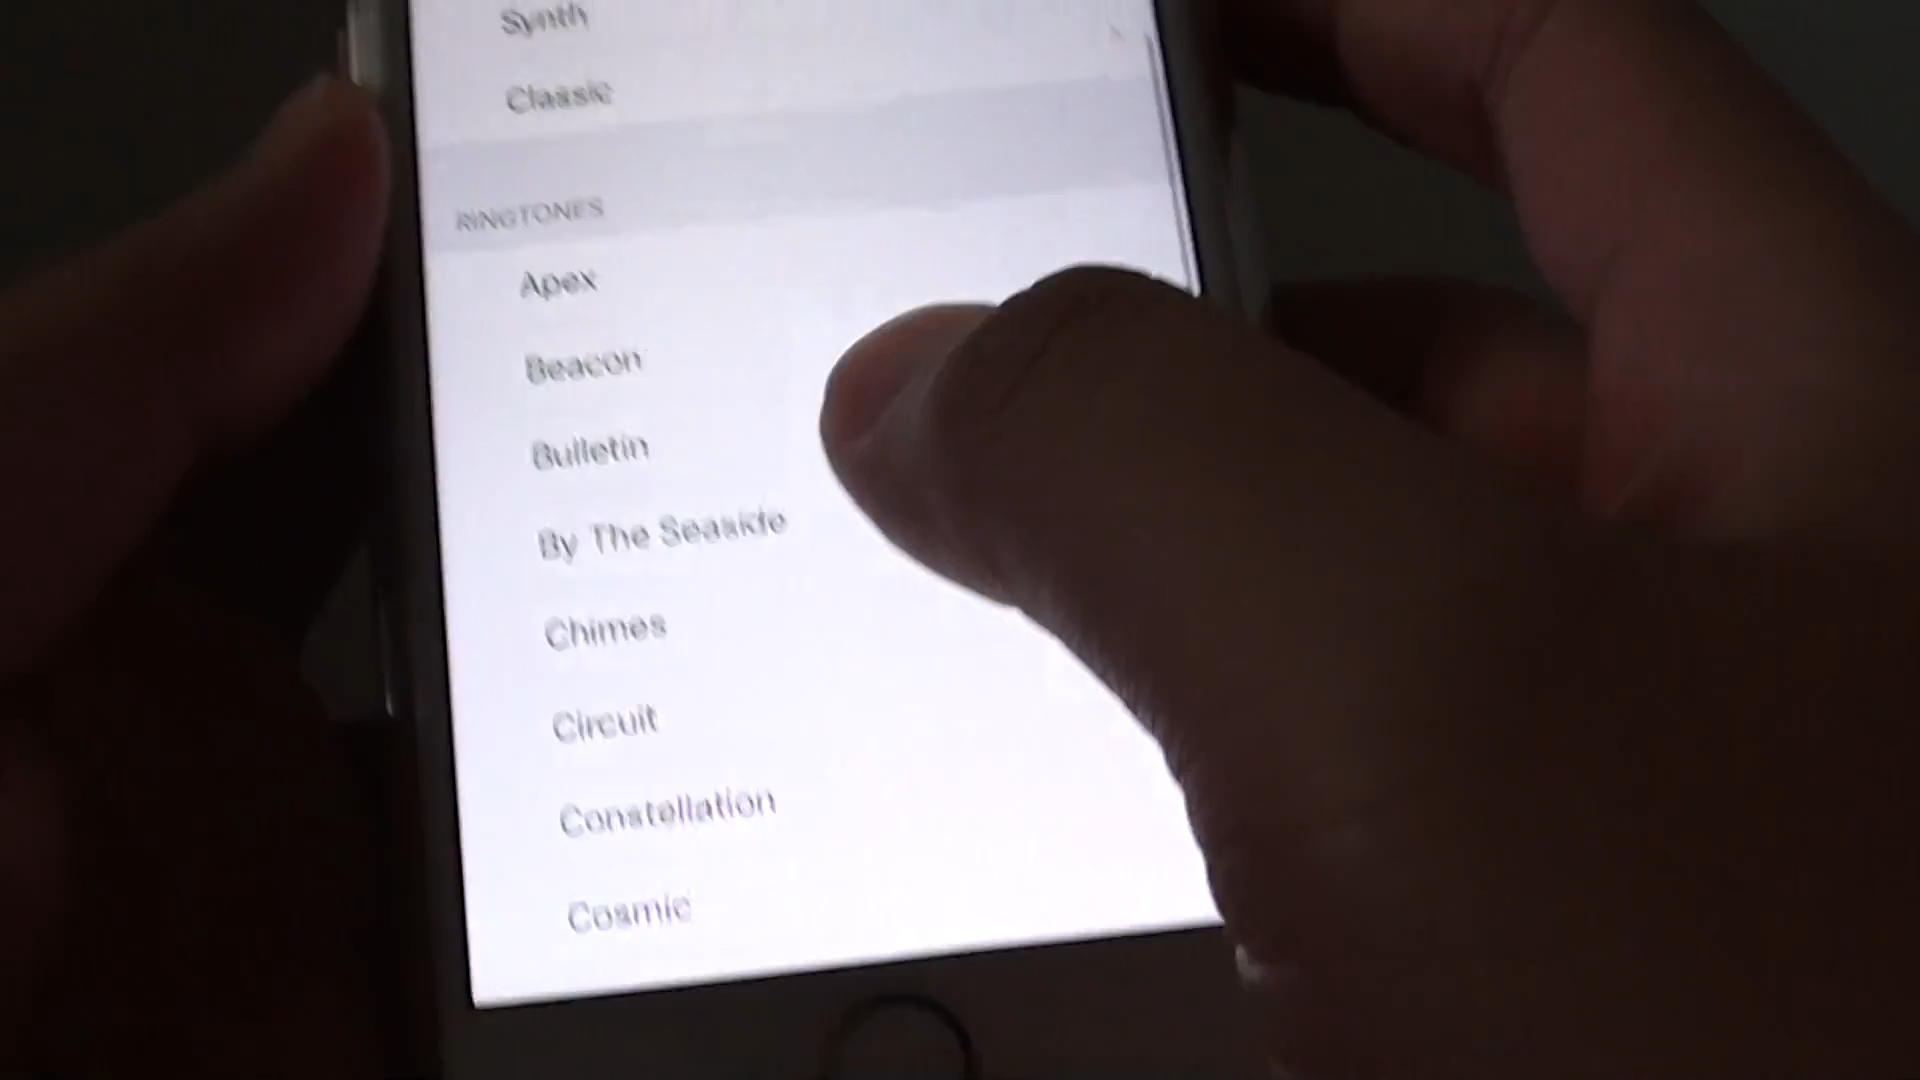 Synth
Classic
RINGTONES
Apex
Beacon
Bulletin
By The Seaside
Chimes
Circuit
Constellation
Cosmic